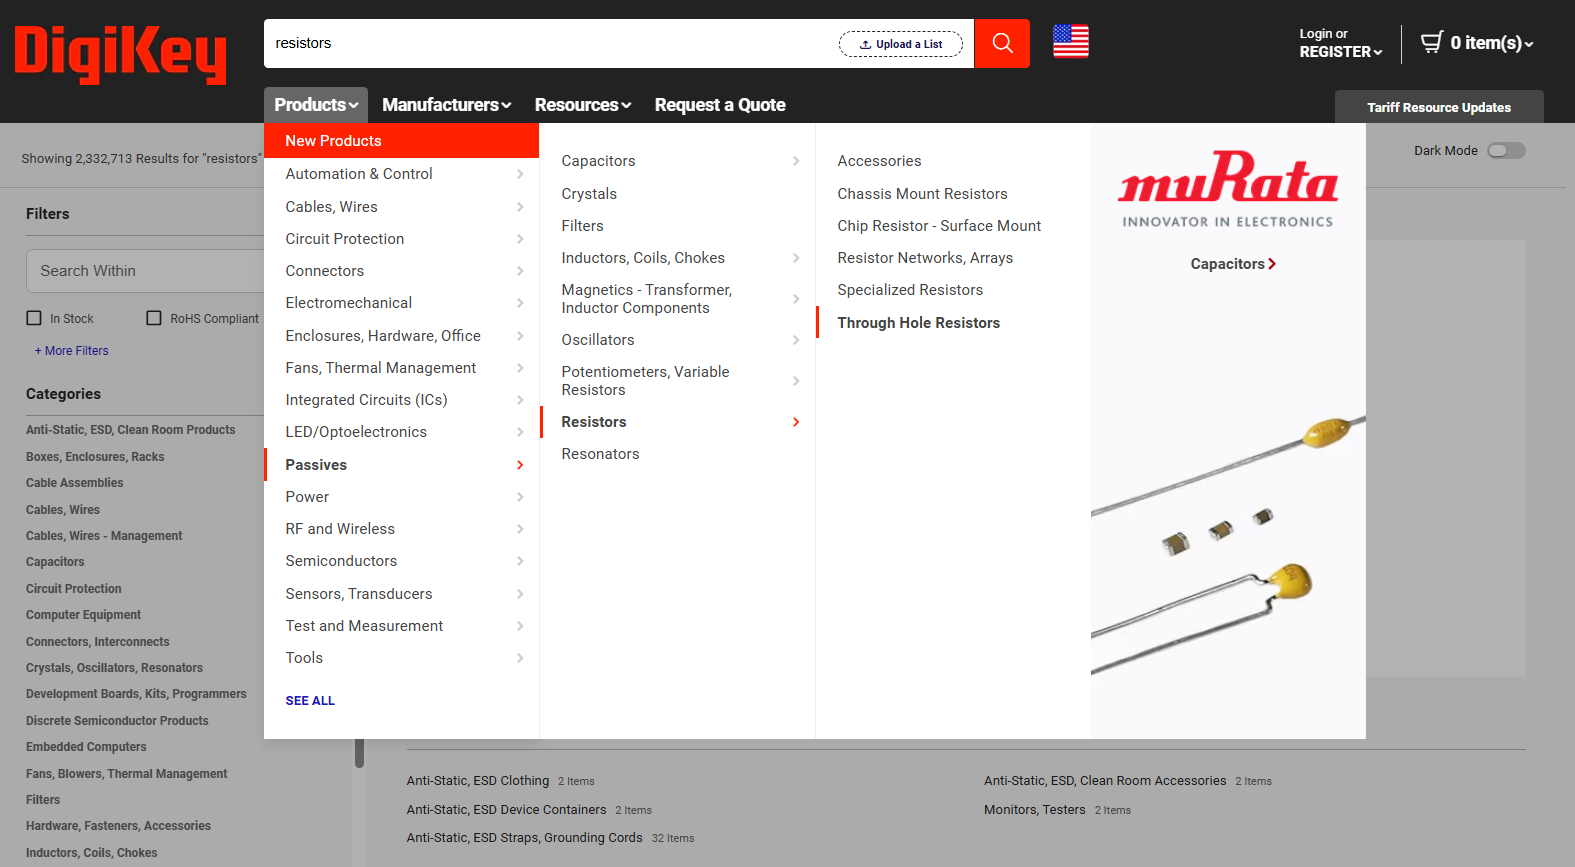 DigiKey
resistors
Upload a List
Login or
REGISTER
0 item(s)
Products
Manufacturers
Resources
Request a Quote
Tariff Resource Updates
Showing 2,332,713 Results for "resistors"
Dark Mode
Filters
Search Within
In Stock
RoHS Compliant
+ More Filters
Categories
Anti-Static, ESD, Clean Room Products
Boxes, Enclosures, Racks
Cable Assemblies
Cables, Wires
Cables, Wires - Management
Capacitors
Circuit Protection
Computer Equipment
Connectors, Interconnects
Crystals, Oscillators, Resonators
Development Boards, Kits, Programmers
Discrete Semiconductor Products
Embedded Computers
Fans, Blowers, Thermal Management
Filters
Hardware, Fasteners, Accessories
Inductors, Coils, Chokes
New Products
Automation & Control
Cables, Wires
Circuit Protection
Connectors
Electromechanical
Enclosures, Hardware, Office
Fans, Thermal Management
Integrated Circuits (ICs)
LED/Optoelectronics
Passives
Power
RF and Wireless
Semiconductors
Sensors, Transducers
Test and Measurement
Tools
SEE ALL
Capacitors
Crystals
Filters
Inductors, Coils, Chokes
Magnetics - Transformer,
Inductor Components
Oscillators
Potentiometers, Variable
Resistors
Resistors
Resonators
Accessories
Chassis Mount Resistors
Chip Resistor - Surface Mount
Resistor Networks, Arrays
Specialized Resistors
Through Hole Resistors
muRata
INNOVATOR IN ELECTRONICS
Capacitors
Anti-Static, ESD Clothing 2 Items
Anti-Static, ESD Device Containers 2 Items
Anti-Static, ESD Straps, Grounding Cords 32 Items
Anti-Static, ESD, Clean Room Accessories 2 Items
Monitors, Testers 2 Items